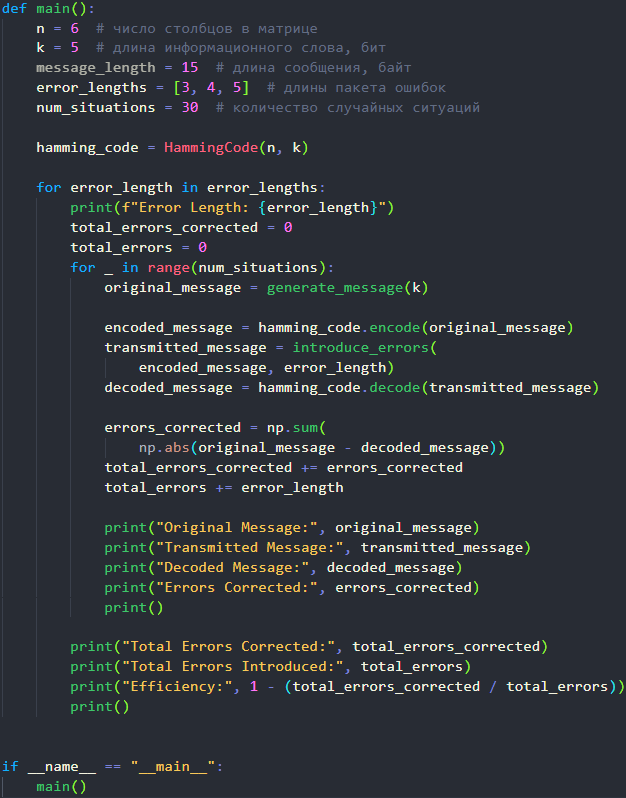 def main():
    n = 6  # число столбцов в матрице
    k = 5  # длина информационного слова, бит
    message_length = 15  # длина сообщения, байт
    error_lengths = [3, 4, 5]  # длины пакета ошибок
    num_situations = 30  # количество случайных ситуаций
    hamming_code = HammingCode(n, k)
    for error_length in error_lengths:
        print(f"Error Length: {error_length}")
        total_errors_corrected = 0
        total_errors = 0
        for _ in range(num_situations):
            original_message = generate_message(k)
            encoded_message = hamming_code.encode(original_message)
            transmitted_message = introduce_errors(
                encoded_message, error_length)
            decoded_message = hamming_code.decode(transmitted_message)
            errors_corrected = np.sum(
                np.abs(original_message - decoded_message))
            total_errors_corrected += errors_corrected
            total_errors += error_length
            print("Original Message:", original_message)
            print("Transmitted Message:", transmitted_message)
            print("Decoded Message:", decoded_message)
            print("Errors Corrected:", errors_corrected)
            print()
        print("Total Errors Corrected:", total_errors_corrected)
        print("Total Errors Introduced:", total_errors)
        print("Efficiency:", 1 - (total_errors_corrected / total_errors))
        print()
if __name__ == "__main__":
    main()